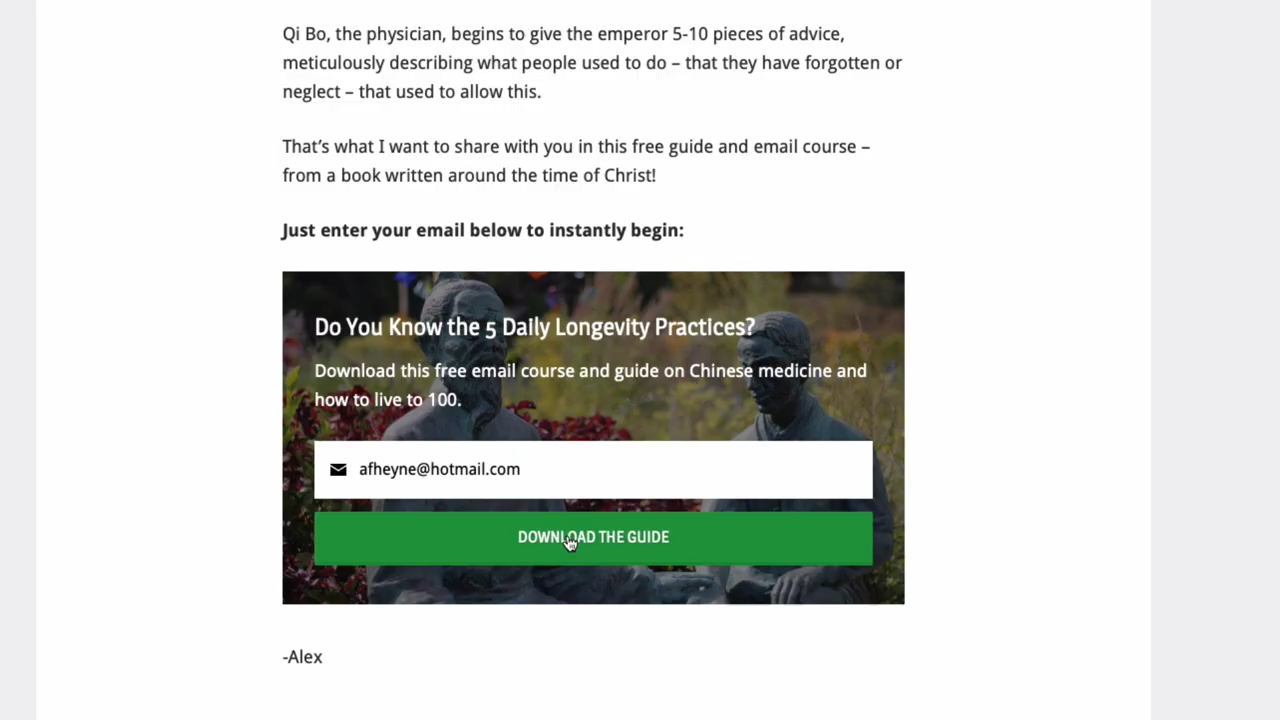 Qi Bo, the physician, begins to give the emperor 5-10 pieces of advice,
meticulously describing what people used to do – that they have forgotten or
neglect – that used to allow this.
That’s what I want to share with you in this free guide and email course –
from a book written around the time of Christ!
Just enter your email below to instantly begin:
Do You Know the 5 Daily Longevity Practices?
Download this free email course and guide on Chinese medicine and
how to live to 100.
afheyne@hotmail.com
DOWNLOAD THE GUIDE
-Alex